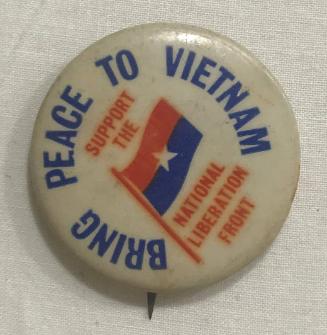 BRING PEACE TO VIETNAM
SUPPORT
THE
NATIONAL
LIBERATION
FRONT